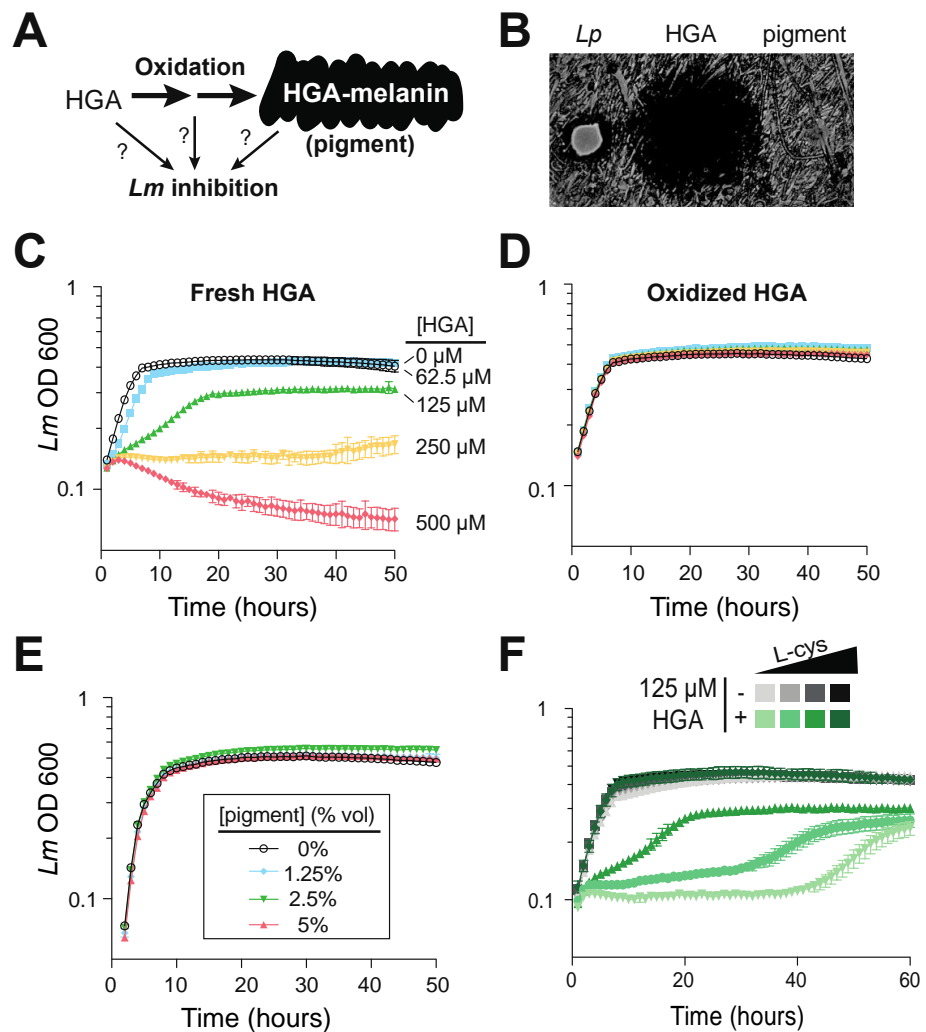 A
Oxidation
HGA
HGA-melanin
(pigment)
?
?
?
Lm inhibition
B
Lp HGA pigment
C
Fresh HGA
[HGA]
0 µM
62.5 µM
125 µM
250 µM
500 µM
1
0.1
Lm OD 600
0 10 20 30 40 50
Time (hours)
D
Oxidized HGA
1
0.1
0 10 20 30 40 50
Time (hours)
E
1
0.1
Lm OD 600
[pigment] (% vol)
0%
1.25%
2.5%
5%
0 10 20 30 40 50
Time (hours)
F
L-cys
125 µM -
HGA +
1
0.1
0 20 40 60
Time (hours)